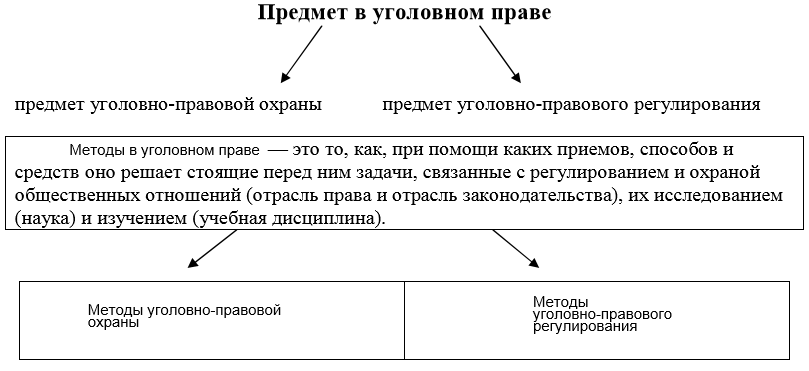 Предмет в уголовном праве
предмет уголовно-правовой охраны
предмет уголовно-правового регулирования
Методы в уголовном праве — это то, как, при помощи каких приемов, способов и
средств оно решает стоящие перед ним задачи, связанные с регулированием и охраной
общественных отношений (отрасль права и отрасль законодательства), их исследованием
(наука) и изучением (учебная дисциплина).
Методы уголовно-правовой
охраны
Методы
уголовно-правового
регулирования